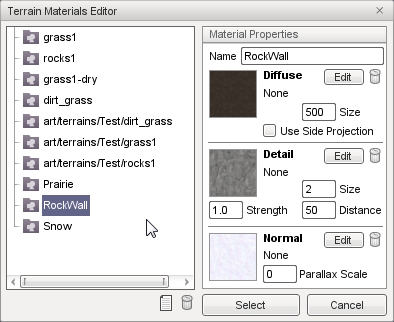 Terrain Materials Editor
grass1
rocks1
grass1-dry
dirt_grass
art/terrains/Test/dirt_grass
art/terrains/Test/grass1
art/terrains/Test/rocks1
Prairie
RockWall
Snow
Material Properties
Name RockWall
Diffuse Edit
None
500 Size
Use Side Projection
Detail Edit
None
2 Size
1.0 Strength 50 Distance
Normal Edit
None
0 Parallax Scale
Select Cancel